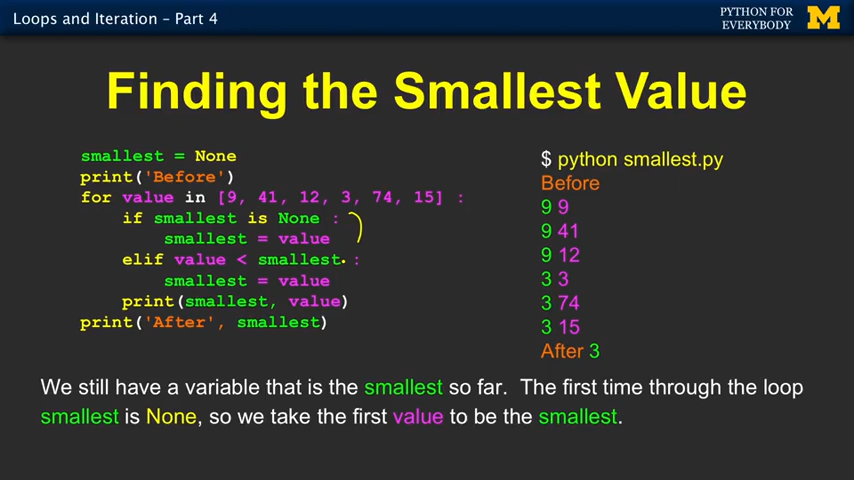 Loops and Iteration – Part 4
PYTHON FOR
EVERYBODY
M
Finding the Smallest Value
smallest = None
print('Before')
for value in [9, 41, 12, 3, 74, 15] :
    if smallest is None :
        smallest = value
    elif value < smallest :
        smallest = value
    print(smallest, value)
print('After', smallest)
$ python smallest.py
Before
9 9
9 41
9 12
3 3
3 74
3 15
After 3
We still have a variable that is the smallest so far. The first time through the loop
smallest is None, so we take the first value to be the smallest.